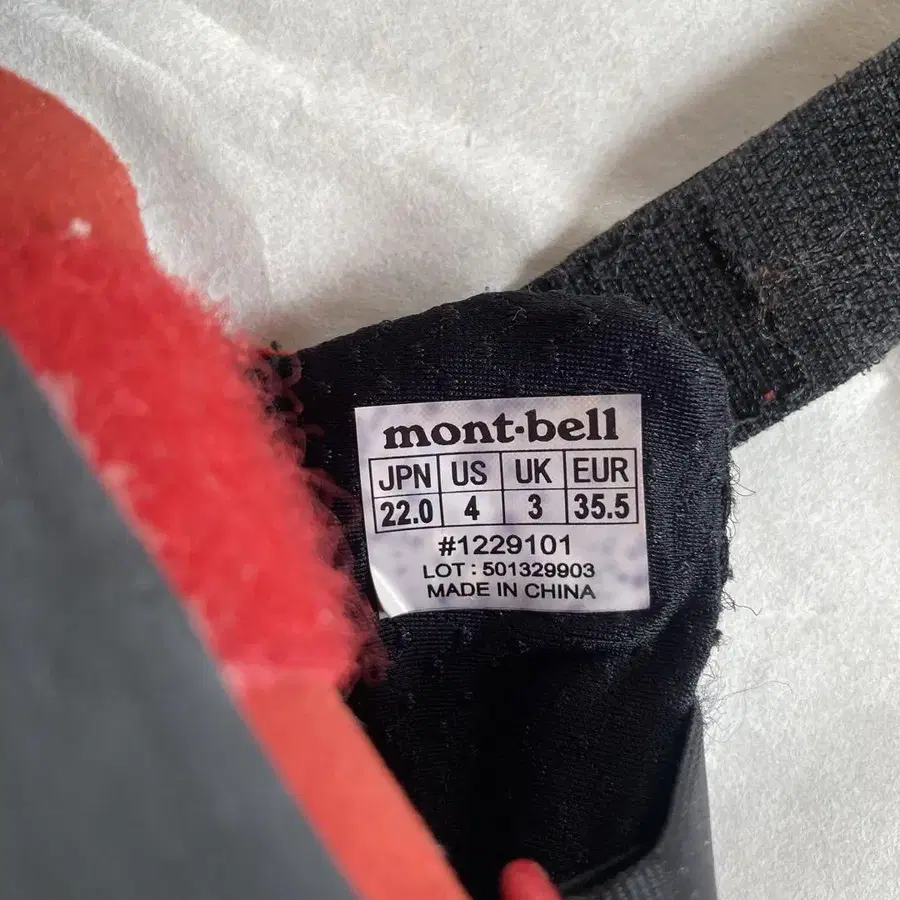 mont-bell
JPN US UK EUR
22.0 4 3 35.5
#1229101
LOT : 501329903
MADE IN CHINA